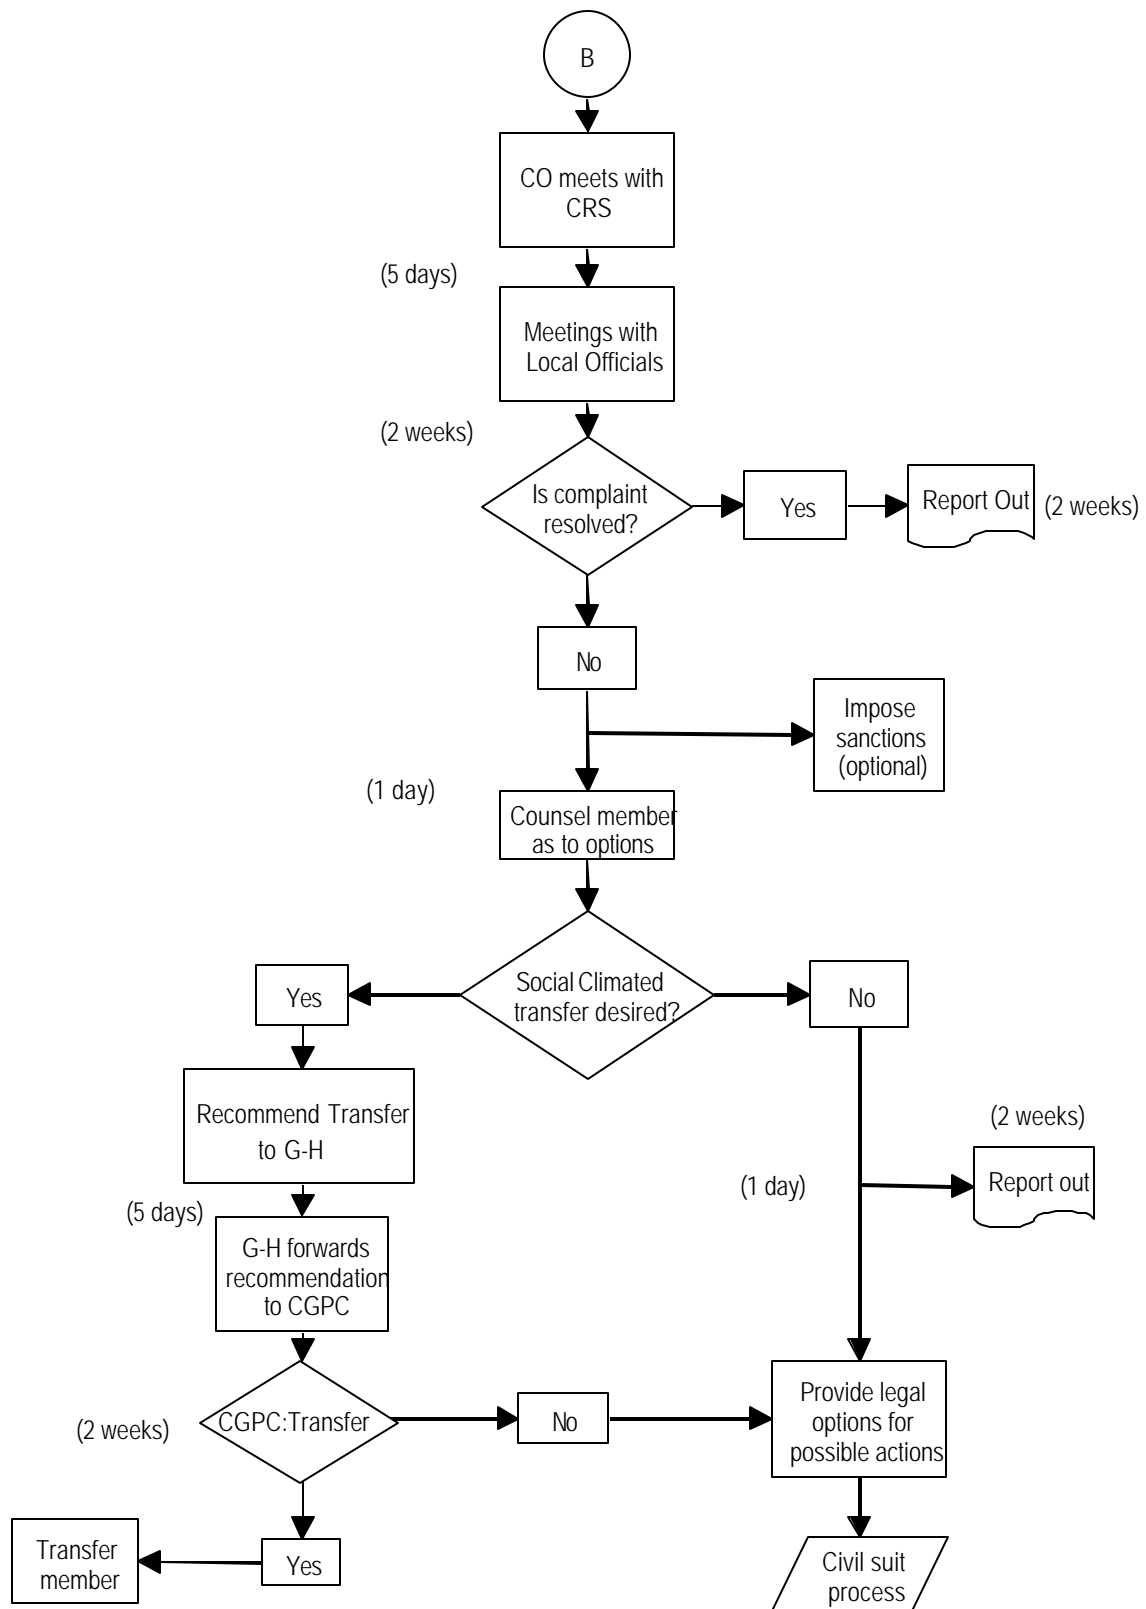 B
CO meets with
CRS
(5 days)
Meetings with
Local Officials
(2 weeks)
Is complaint
resolved?
Yes
Report Out
(2 weeks)
No
Impose
sanctions
(optional)
(1 day)
Counsel member
as to options
Social Climated
transfer desired?
Yes
No
Recommend Transfer
to G-H
(2 weeks)
Report out
(1 day)
(5 days)
G-H forwards
recommendation
to CGPC
CGPC:Transfer
(2 weeks)
No
Provide legal
options for
possible actions
Yes
Transfer
member
Civil suit
process